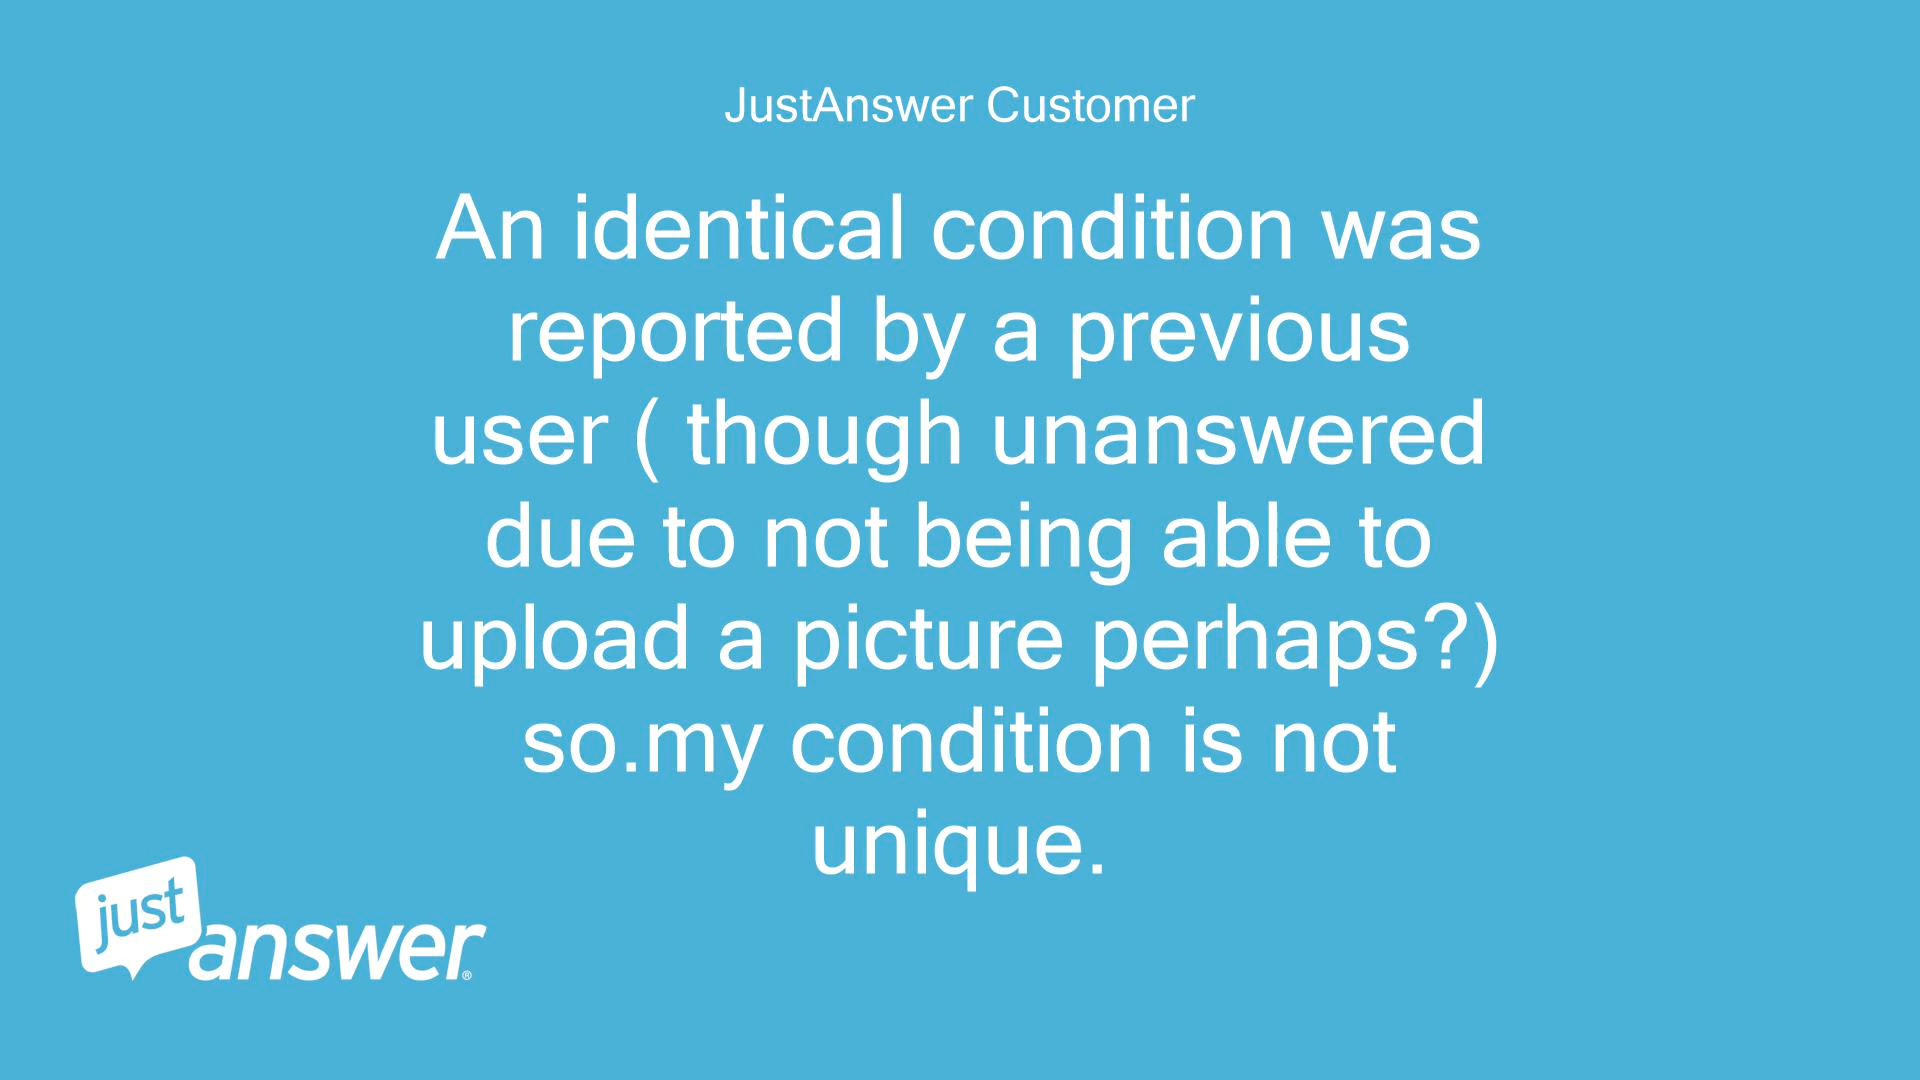 JustAnswer Customer
An identical condition was
reported by a previous
user ( though unanswered
due to not being able to
upload a picture perhaps?)
so.my condition is not
unique.
just
answer®